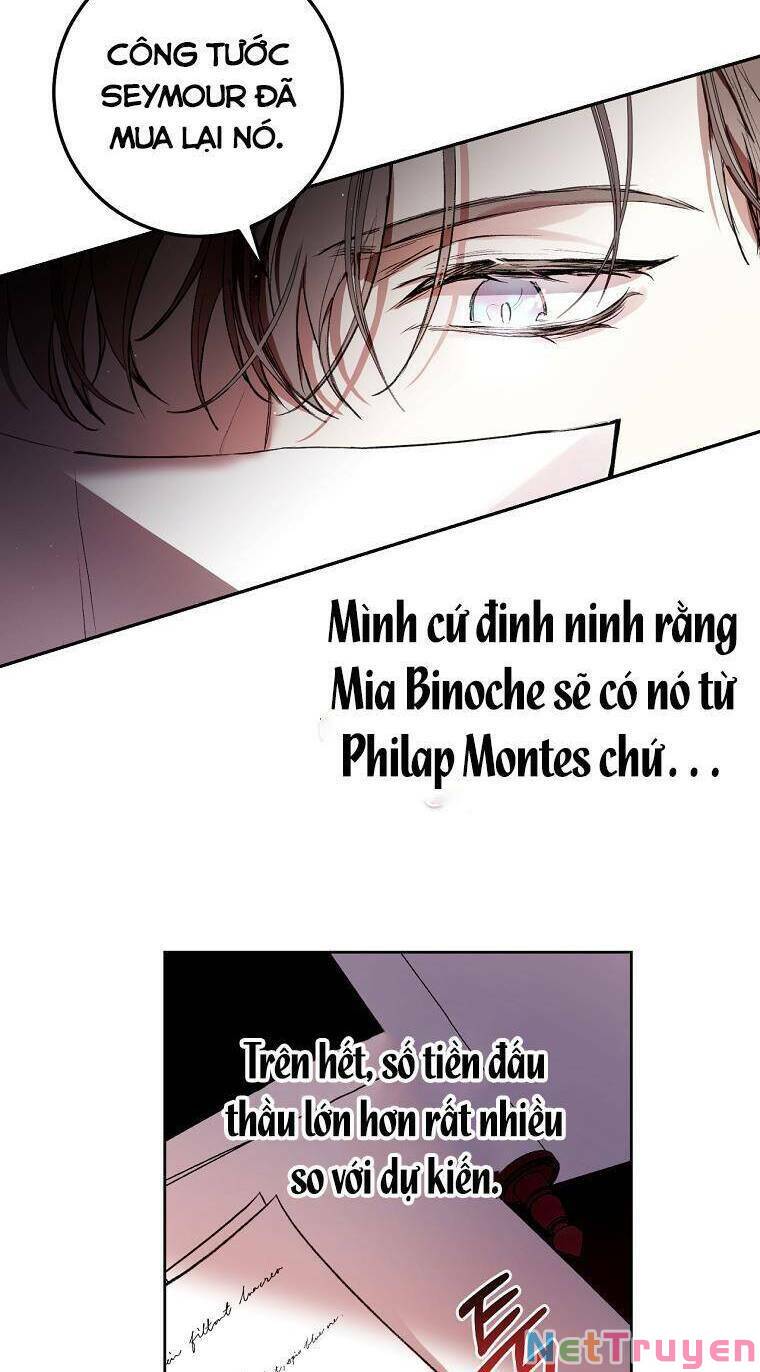 CÔNG TƯỚC
SEYMOUR ĐÃ
MUA LẠI NÓ.
Mình cứ đinh ninh rằng
Mia Binoche sẽ có nó từ
Philap Montes chứ...
Trên hết, số tiền đấu
thầu lớn hơn rất nhiều
so với dự kiến.
NetTruyen